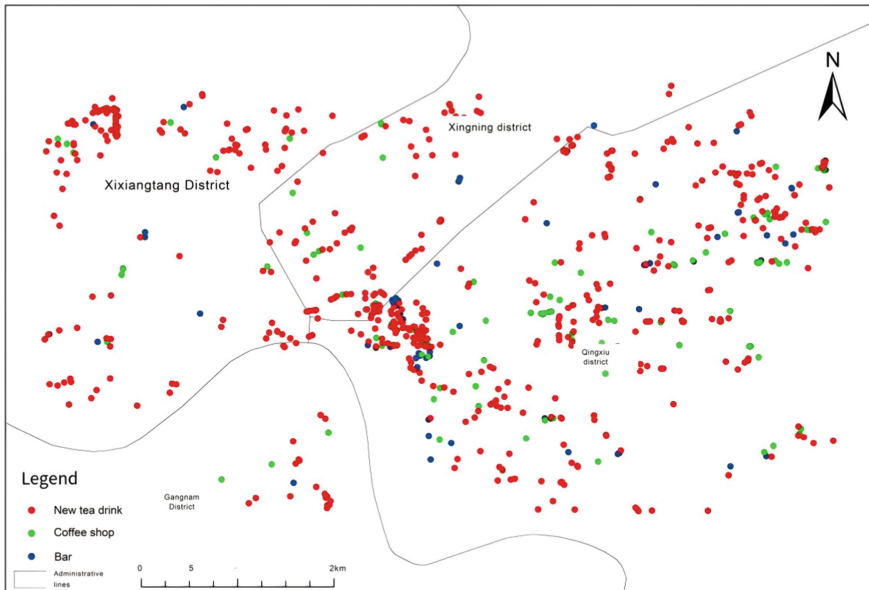 N
Xingning district
Xixiangtang District
Qingxiu
district
Legend
New tea drink
Coffee shop
Bar
Administrative
lines
Gangnam
District
0 5 2km